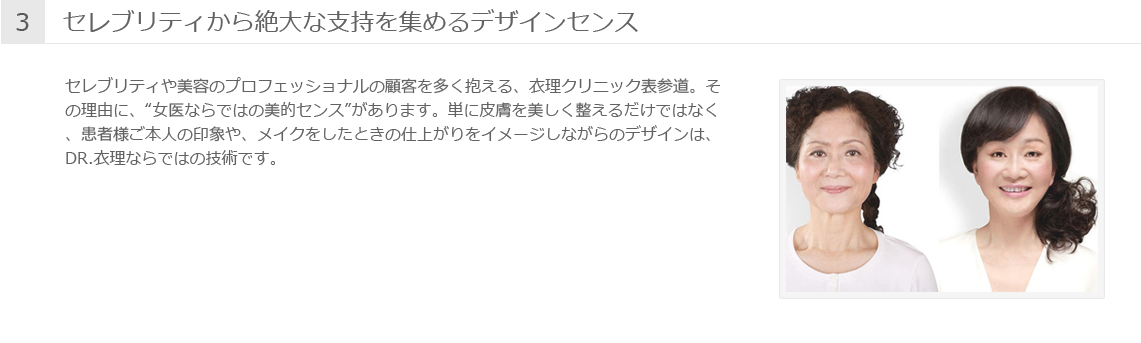 3 セレブリティから絶大な支持を集めるデザインセンス
セレブリティや美容のプロフェッショナルの顧客を多く抱える、衣理クリニック表参道。そ
の理由に、“女医ならではの美的センス”があります。単に皮膚を美しく整えるだけではなく
、患者様ご本人の印象や、メイクをしたときの仕上がりをイメージしながらのデザインは、
DR.衣理ならではの技術です。